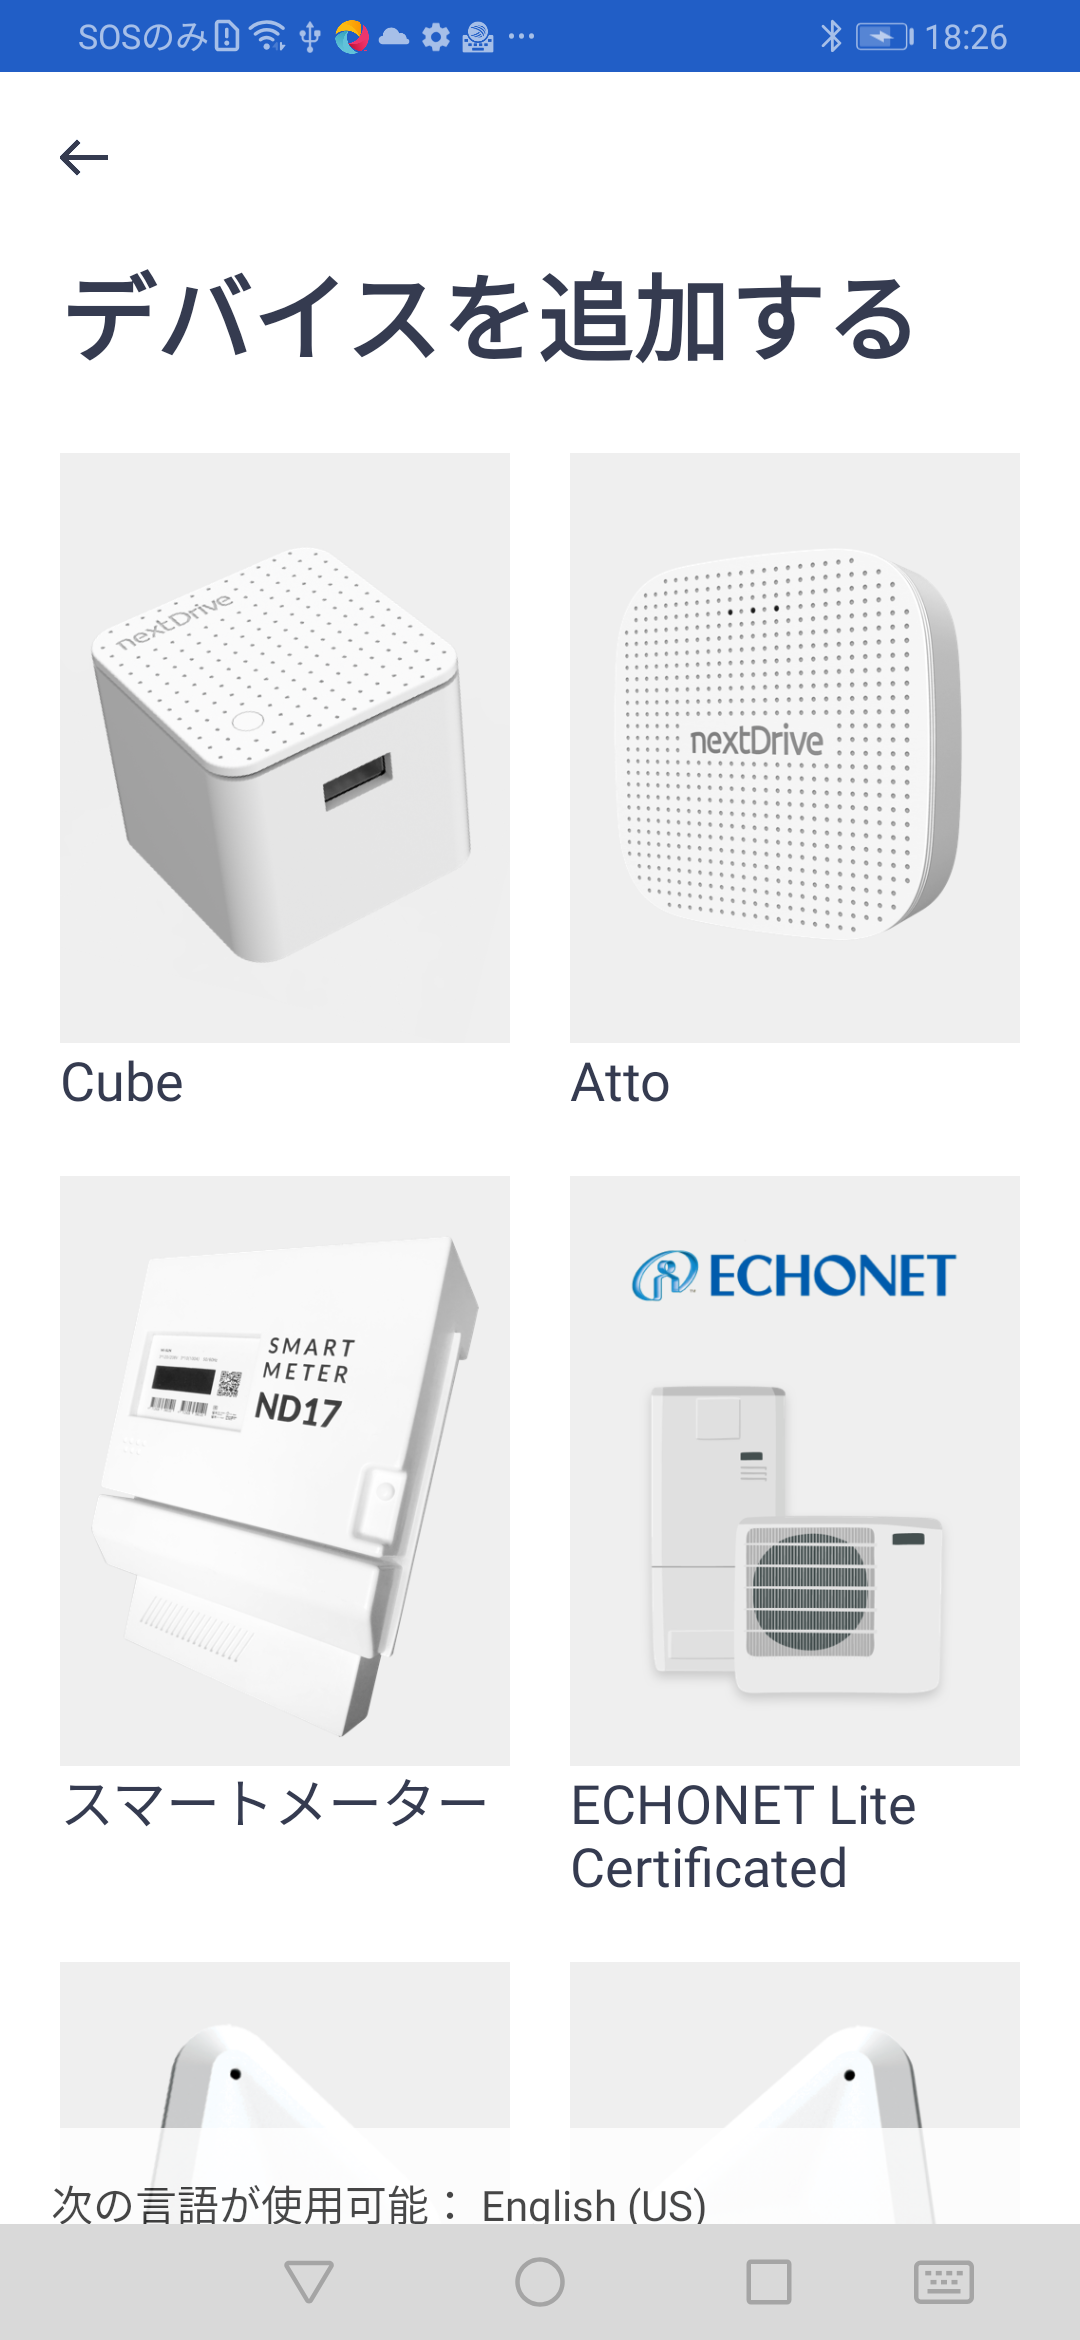 SOSのみ
18:26
デバイスを追加する
nextDrive
nextDrive
Cube
Atto
SMART
METER
ND17
ECHONET
スマートメーター
ECHONET Lite
Certificated
次の言語が使用可能： English (US)